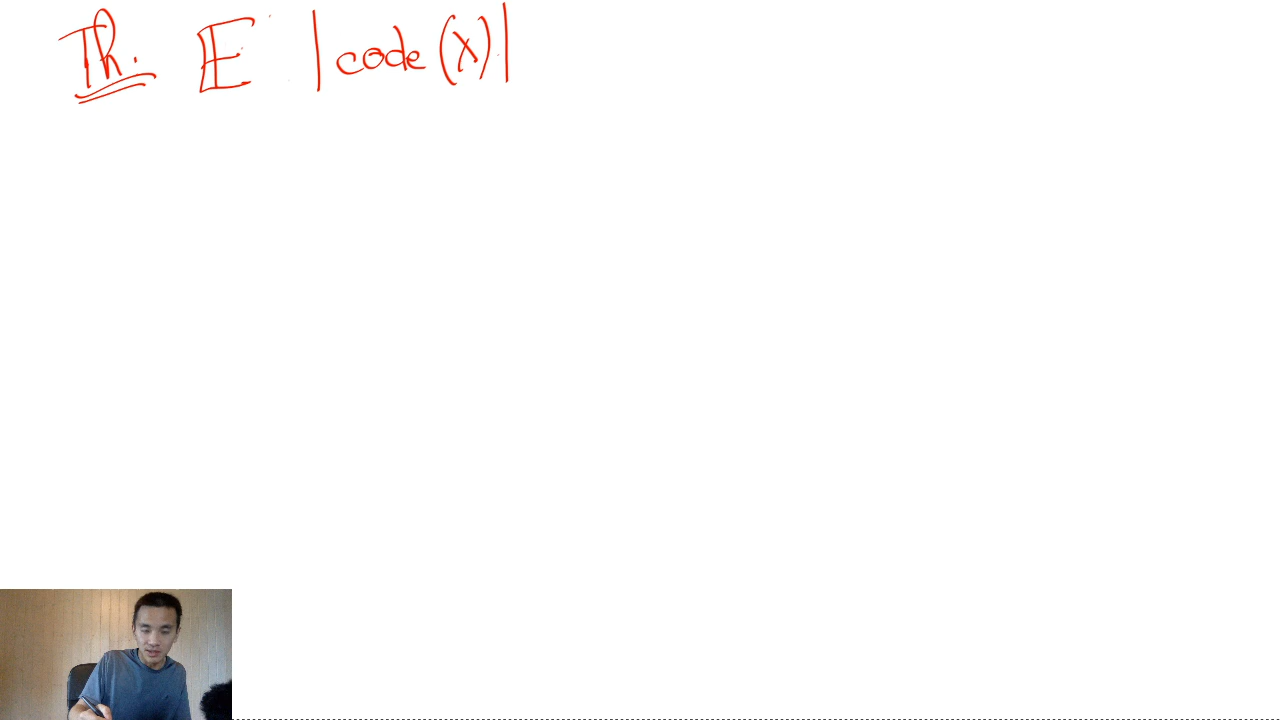 Th. 𝔼 |code(X)|